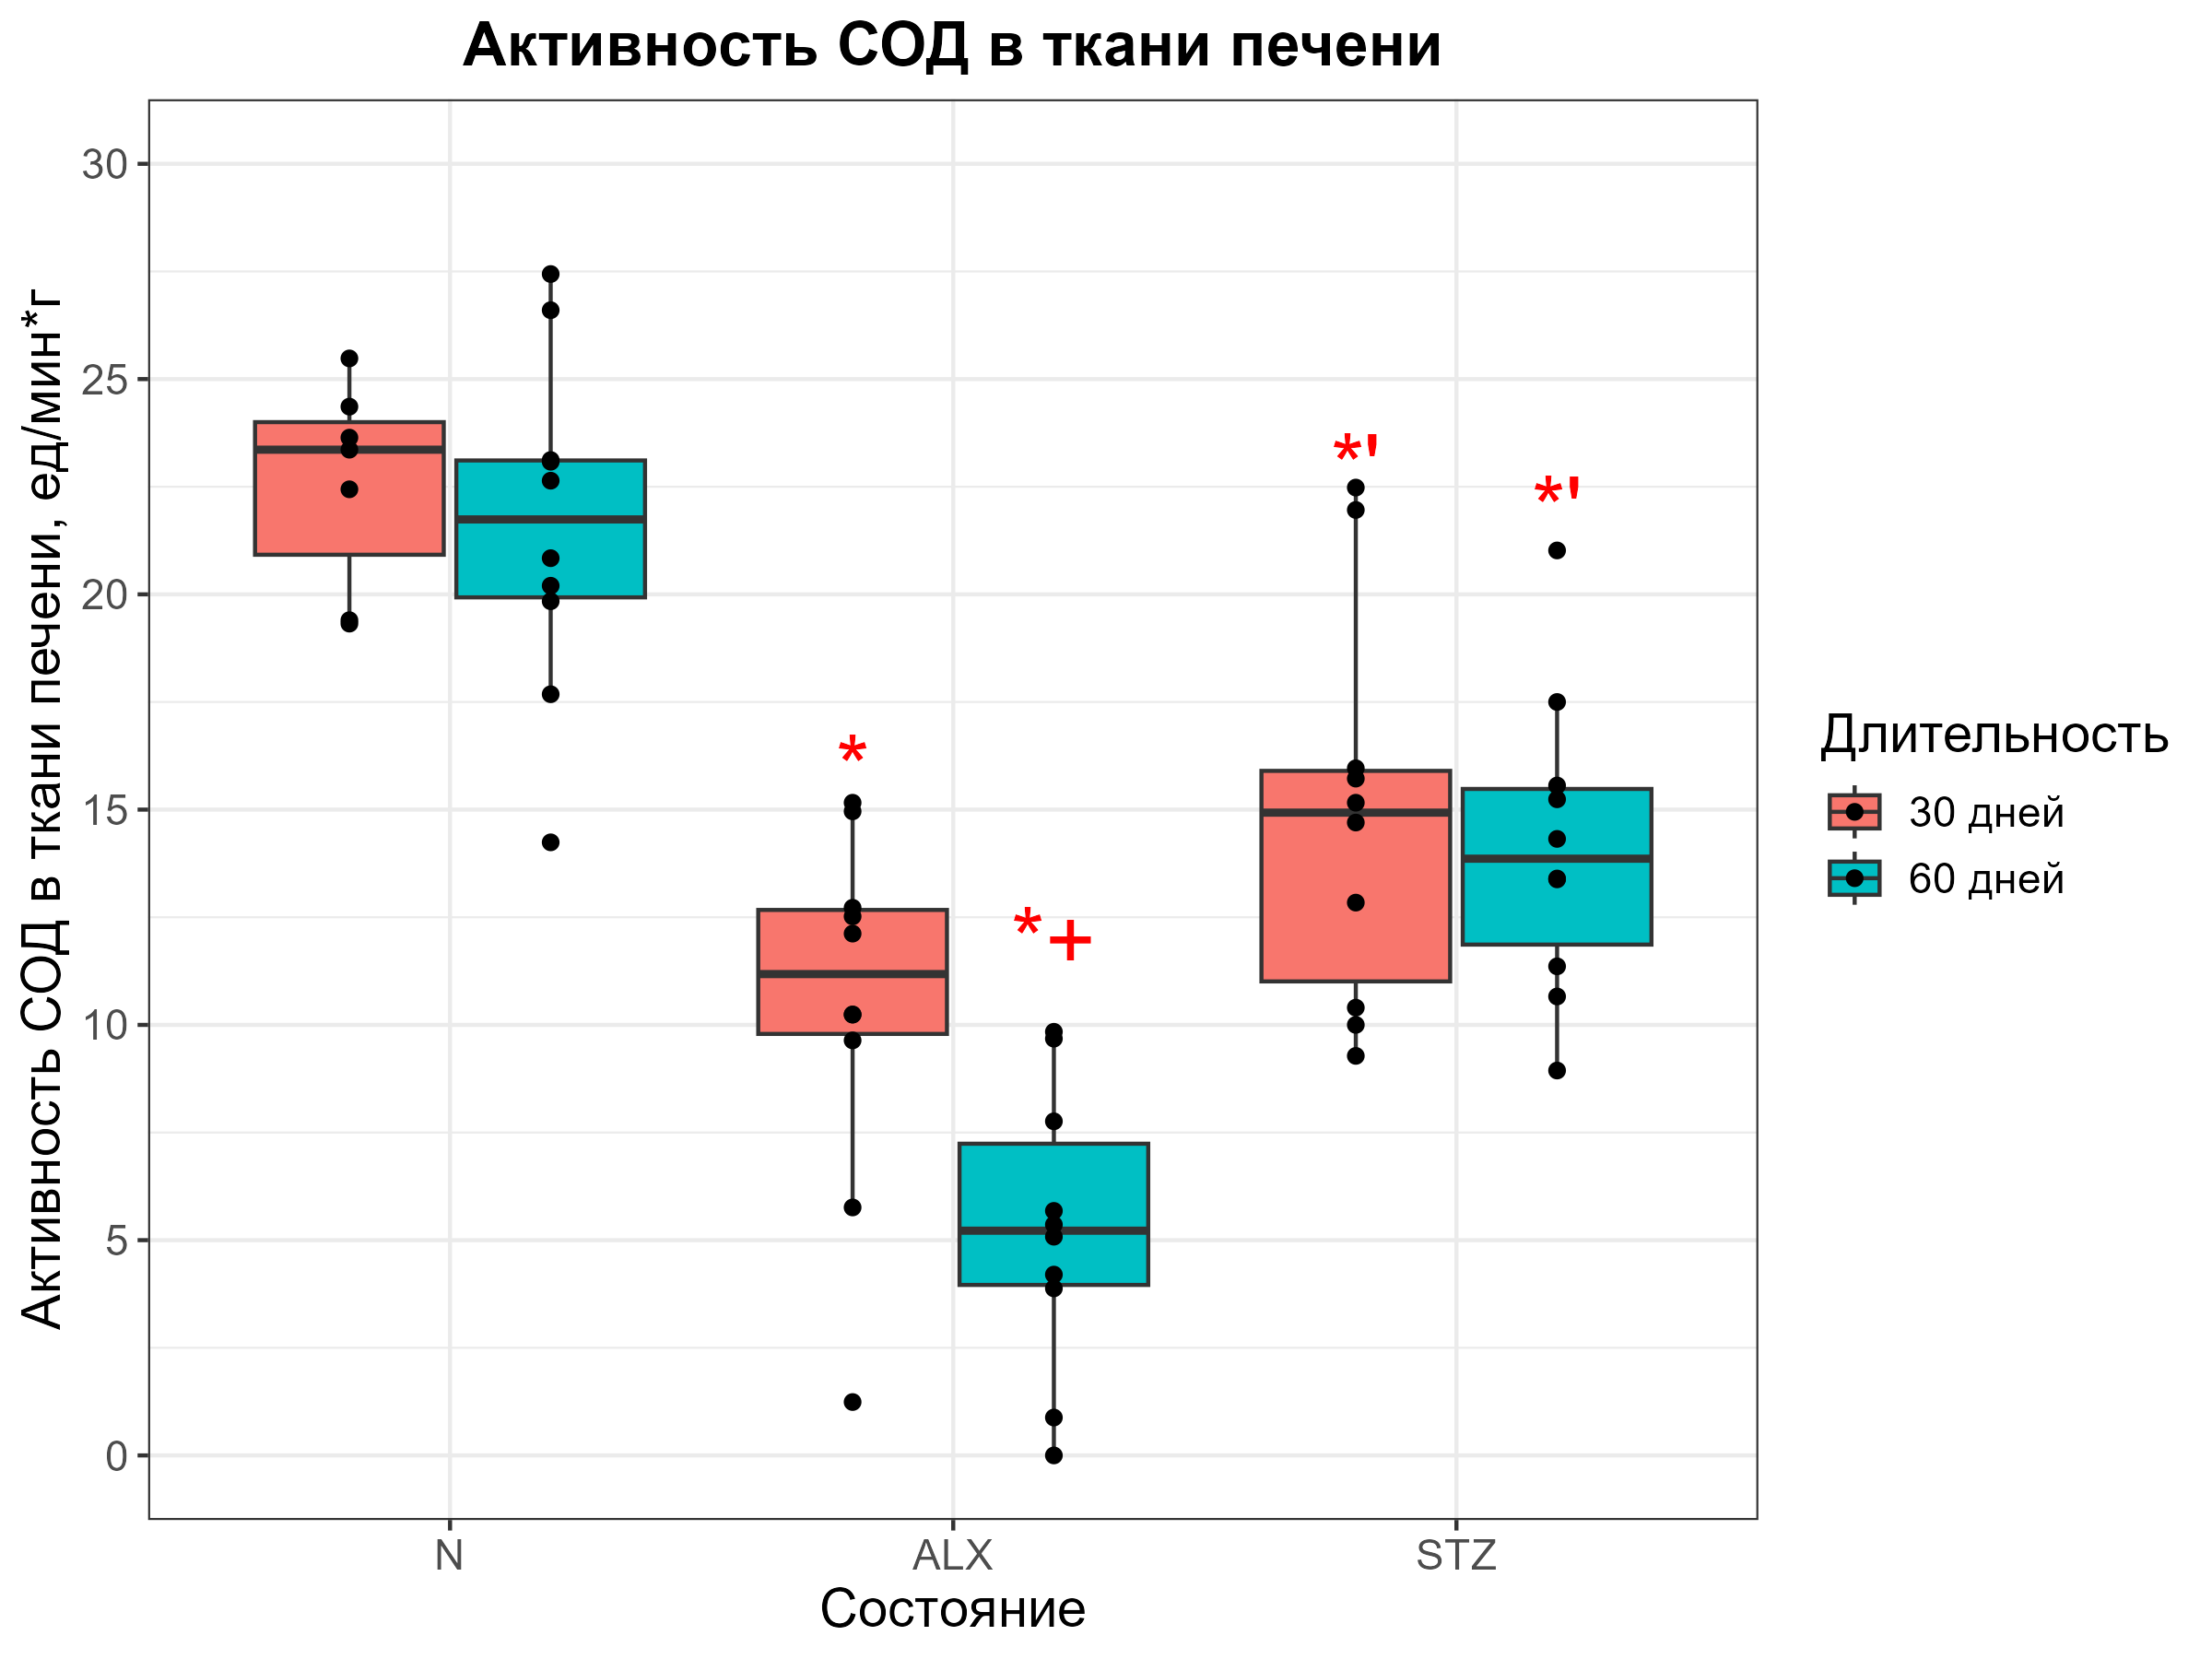 Активность СОД в ткани печени
Активность СОД в ткани печени, ед/мин*г
30
25
20
15
10
5
0
*'
*'
*
*+
N
ALX
STZ
Состояние
Длительность
30 дней
60 дней